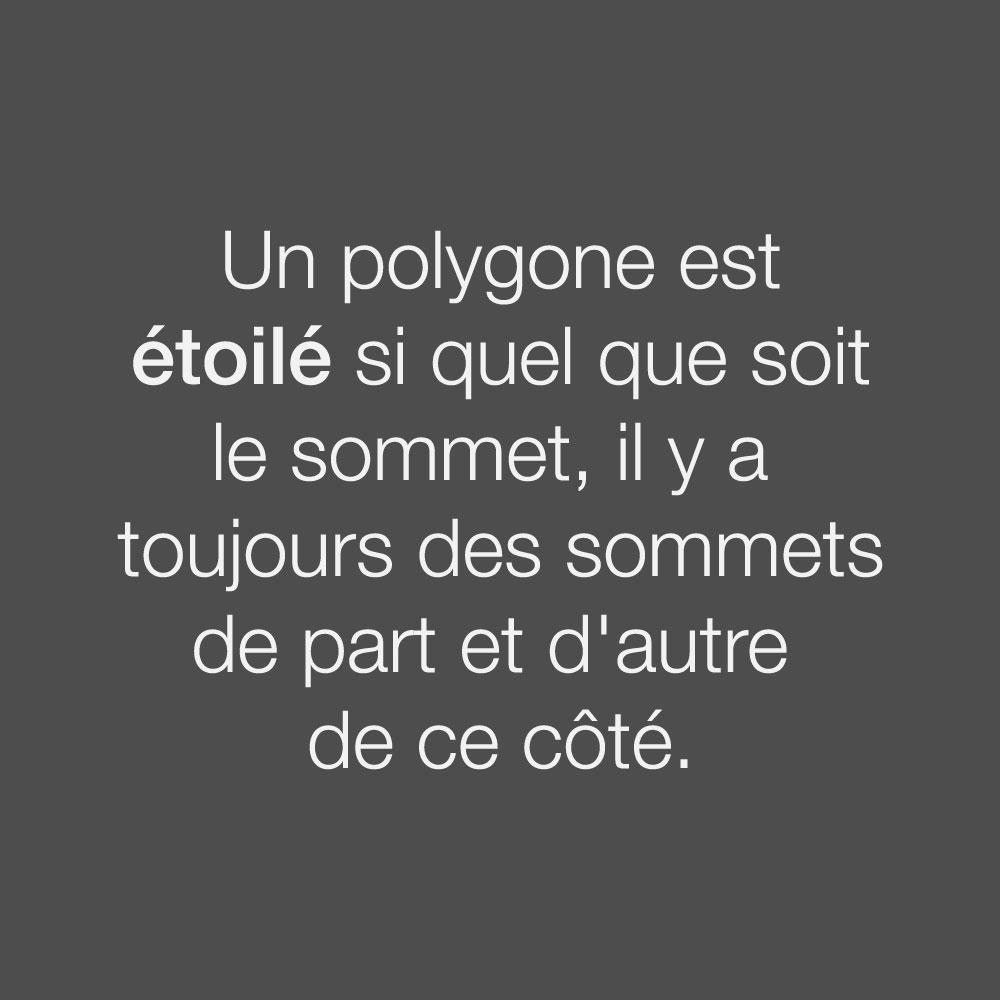 Un polygone est
étoilé si quel que soit
le sommet, il y a
toujours des sommets
de part et d'autre
de ce côté.